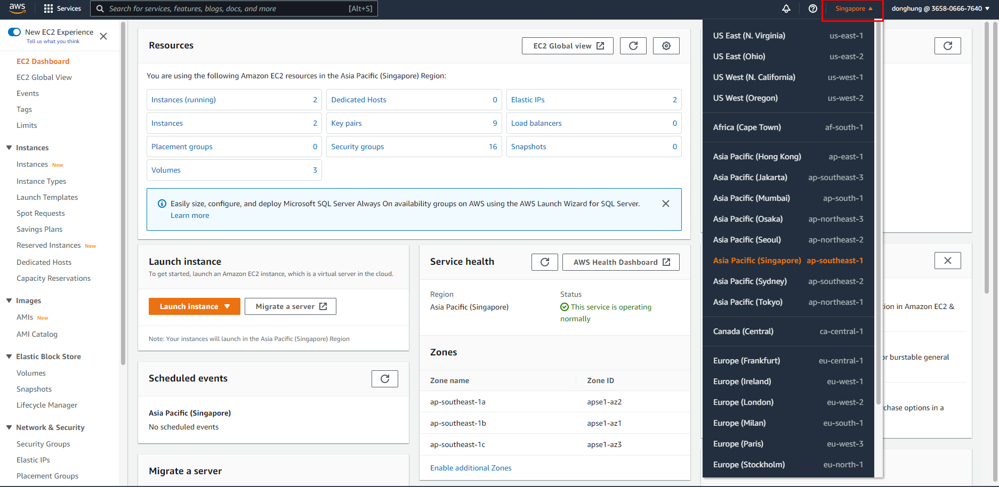 aws
Services
Search for services, features, blogs, docs, and more
[Alt+S]
Singapore
donghung @ 3658-0666-7640
New EC2 Experience
Tell us what you think
EC2 Dashboard
EC2 Global View
Events
Tags
Limits
Instances
Instances New
Instance Types
Launch Templates
Spot Requests
Savings Plans
Reserved Instances New
Dedicated Hosts
Capacity Reservations
Images
AMIs New
AMI Catalog
Elastic Block Store
Volumes
Snapshots
Lifecycle Manager
Network & Security
Security Groups
Elastic IPs
Placement Groups
Resources
EC2 Global view
You are using the following Amazon EC2 resources in the Asia Pacific (Singapore) Region:
Instances (running) 2
Dedicated Hosts 0
Elastic IPs 2
Instances 2
Key pairs 9
Load balancers 0
Placement groups 0
Security groups 16
Snapshots 0
Volumes 3
Easily size, configure, and deploy Microsoft SQL Server Always On availability groups on AWS using the AWS Launch Wizard for SQL Server.
Learn more
Launch instance
To get started, launch an Amazon EC2 instance, which is a virtual server in the cloud.
Launch instance
Migrate a server
Note: Your instances will launch in the Asia Pacific (Singapore) Region
Scheduled events
Asia Pacific (Singapore)
No scheduled events
Migrate a server
Service health
AWS Health Dashboard
Region
Asia Pacific (Singapore)
Status
This service is operating
normally
Zones
Zone name Zone ID
ap-southeast-1a apse1-az2
ap-southeast-1b apse1-az1
ap-southeast-1c apse1-az3
Enable additional Zones
US East (N. Virginia) us-east-1
US East (Ohio) us-east-2
US West (N. California) us-west-1
US West (Oregon) us-west-2
Africa (Cape Town) af-south-1
Asia Pacific (Hong Kong) ap-east-1
Asia Pacific (Jakarta) ap-southeast-3
Asia Pacific (Mumbai) ap-south-1
Asia Pacific (Osaka) ap-northeast-3
Asia Pacific (Seoul) ap-northeast-2
Asia Pacific (Singapore) ap-southeast-1
Asia Pacific (Sydney) ap-southeast-2
Asia Pacific (Tokyo) ap-northeast-1
Canada (Central) ca-central-1
Europe (Frankfurt) eu-central-1
Europe (Ireland) eu-west-1
Europe (London) eu-west-2
Europe (Milan) eu-south-1
Europe (Paris) eu-west-3
Europe (Stockholm) eu-north-1
in Amazon EC2 &
burstable general
options in a